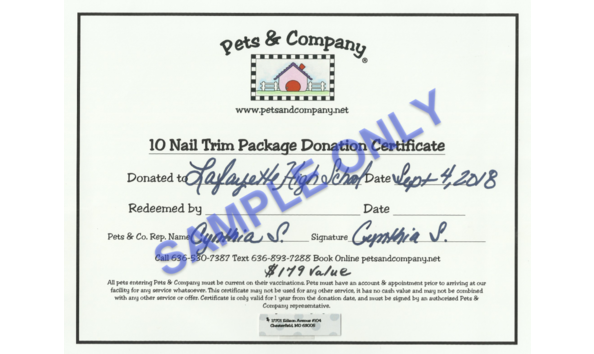 Pets & Company®
www.petsandcompany.net
10 Nail Trim Package Donation Certificate
Donated to Lafayette High School Date Sept 4, 2018
Redeemed by Date
Pets & Co. Rep. Name Cynthia S. Signature Cynthia S.
Call 636-530-7387 Text 636-893-7288 Book Online petsandcompany.net
$179 value
All pets entering Pets & Company must be current on their vaccinations. Pets must have an account & appointment prior to arriving at our
facility for any service whatsoever. This certificate may not be used for any other service, it has no cash value and may not be combined
with any other service or offer. Certificate is only valid for 1 year from the donation date, and must be signed by an authorized Pets &
Company representative.
Edison Avenue #104
Chesterfield, MO 63005
SAMPLE ONLY